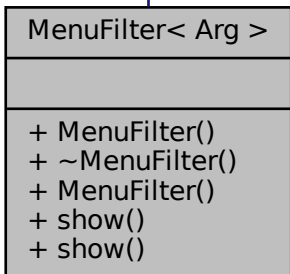 MenuFilter< Arg >
+ MenuFilter()
+ ~MenuFilter()
+ MenuFilter()
+ show()
+ show()